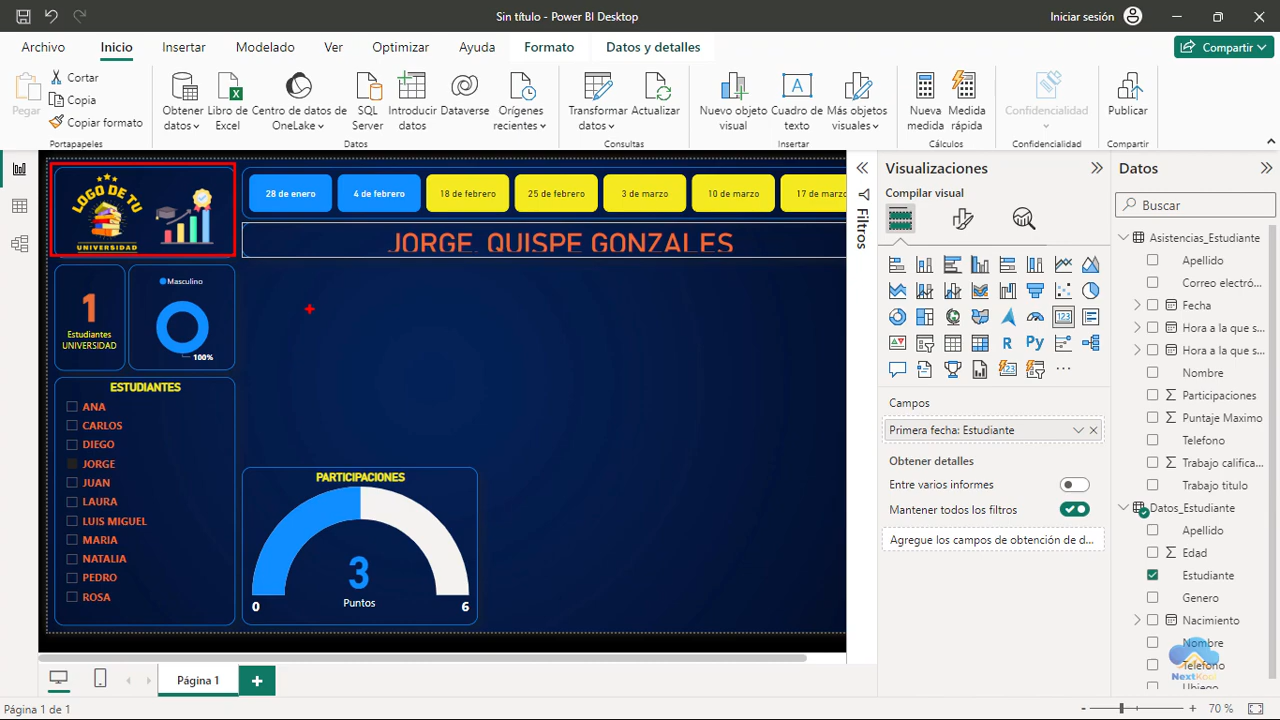 Sin título - Power BI Desktop
Iniciar sesión
Archivo
Inicio
Insertar
Modelado
Ver
Optimizar
Ayuda
Formato
Datos y detalles
Compartir
Pegar
Cortar
Copia
Copiar formato
Obtener datos
Libro de Excel
Centro de datos de OneLake
SQL Server
Introducir datos
Dataverse
Orígenes recientes
Transformar datos
Actualizar
Nuevo objeto visual
Cuadro de texto
Más objetos visuales
Nueva medida
Medida rápida
Confidencialidad
Publicar
Portapapeles
Datos
Consultas
Insertar
Cálculos
Confidencialidad
Compartir
LOGO DE TU
UNIVERSIDAD
28 de enero
4 de febrero
18 de febrero
25 de febrero
3 de marzo
10 de marzo
17 de marzo
JORGE, QUISPE GONZALES
1
Estudiantes
UNIVERSIDAD
Masculino
100%
ESTUDIANTES
ANA
CARLOS
DIEGO
JORGE
JUAN
LAURA
LUIS MIGUEL
MARIA
NATALIA
PEDRO
ROSA
PARTICIPACIONES
3
Puntos
0
6
Filtros
Visualizaciones
Compilar visual
123
R
Py
Campos
Primera fecha: Estudiante
Obtener detalles
Entre varios informes
Mantener todos los filtros
Agregue los campos de obtención de d...
Datos
Buscar
Asistencias_Estudiante
Apellido
Correo electró...
Fecha
Hora a la que s...
Hora a la que s...
Nombre
Participaciones
Puntaje Maximo
Telefono
Trabajo califica...
Trabajo titulo
Datos_Estudiante
Apellido
Edad
Estudiante
Genero
Nacimiento
Nombre
Telefono
Ubigeo
NextKool
Página 1
Página 1 de 1
70 %